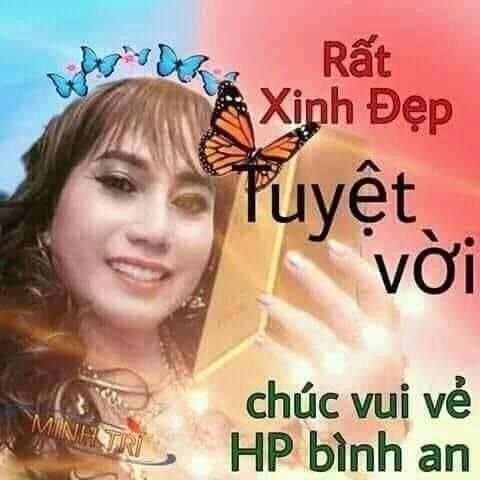 Rất
Xinh Đẹp
Tuyệt
vời
chúc vui vẻ
HP bình an
MINH TRÍ